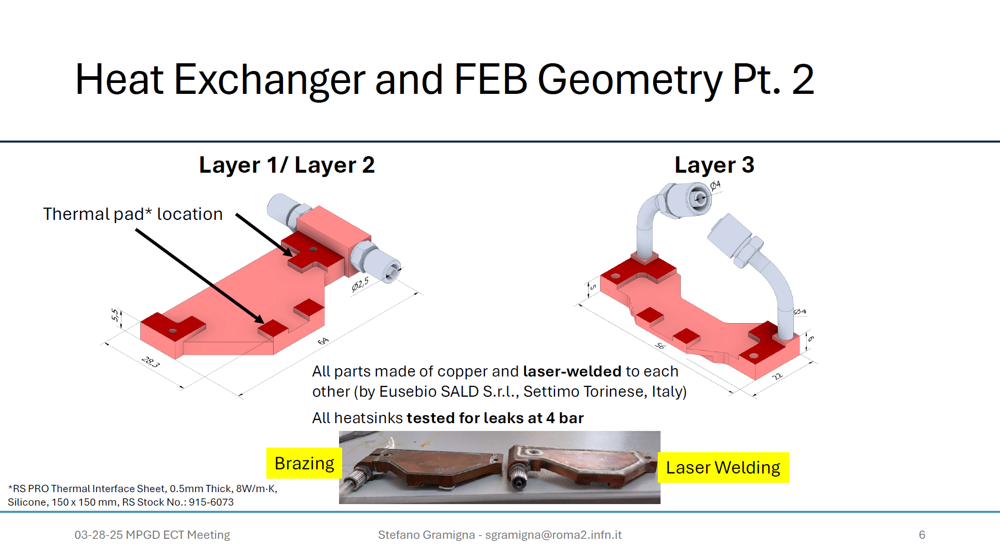 Heat Exchanger and FEB Geometry Pt. 2
Layer 1/ Layer 2
Layer 3
Thermal pad* location
Ø4
Ø2,5
5,5
28,3
64
5
56
Ø4
6
22
All parts made of copper and laser-welded to each
other (by Eusebio SALD S.r.l., Settimo Torinese, Italy)
All heatsinks tested for leaks at 4 bar
Brazing
Laser Welding
*RS PRO Thermal Interface Sheet, 0.5mm Thick, 8W/m·K,
Silicone, 150 x 150 mm, RS Stock No.: 915-6073
03-28-25 MPGD ECT Meeting
Stefano Gramigna - sgramigna@roma2.infn.it
6